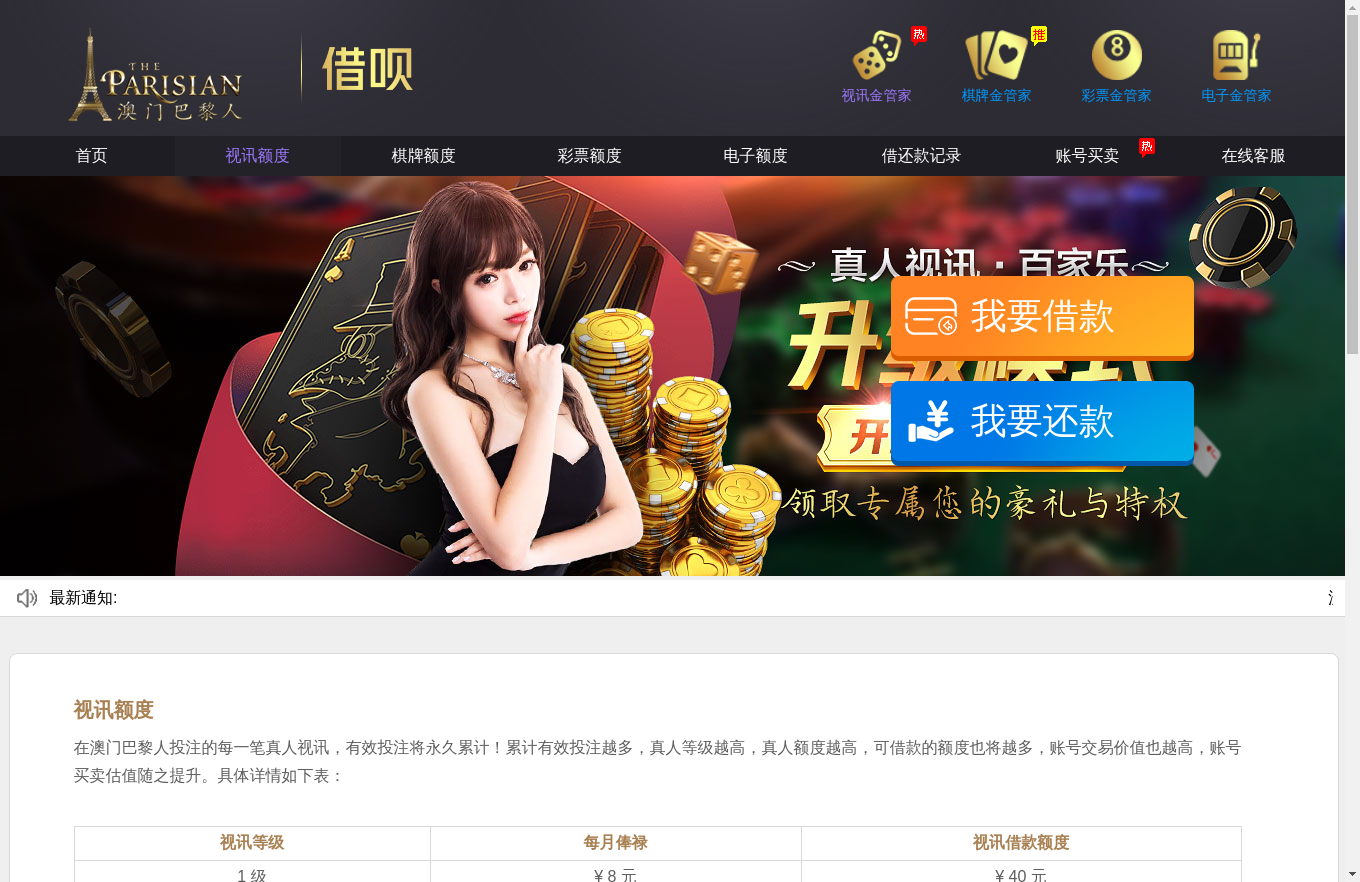 THE
PARISIAN
澳门巴黎人
借呗
热
推
视讯金管家
棋牌金管家
彩票金管家
电子金管家
首页
视讯额度
棋牌额度
彩票额度
电子额度
借还款记录
账号买卖
热
在线客服
真人视讯·百家乐
升级模式
我要借款
开
我要还款
领取专属您的豪礼与特权
最新通知:
视讯额度
在澳门巴黎人投注的每一笔真人视讯，有效投注将永久累计！累计有效投注越多，真人等级越高，真人额度越高，可借款的额度也将越多，账号交易价值也越高，账号
买卖估值随之提升。具体详情如下表：
视讯等级
每月俸禄
视讯借款额度
1 级
¥ 8 元
¥ 40 元